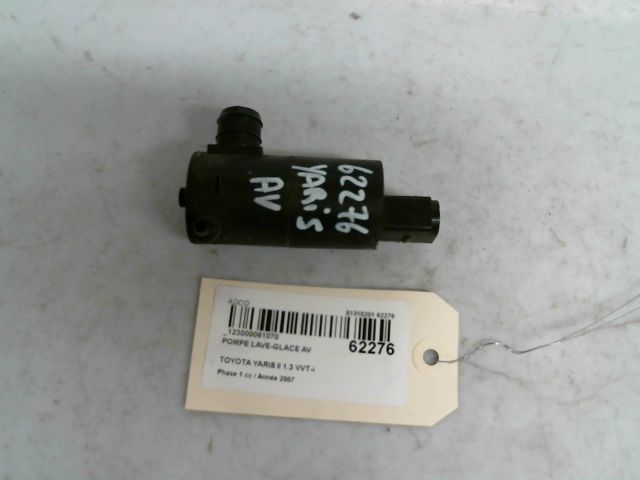 62276
YARiS
AV
ADCO
01310201 62276
_123000061070
62276
POMPE LAVE-GLACE AV
TOYOTA YARiS II 1.3 VVT-i
Phase 1 cc / Année 2007